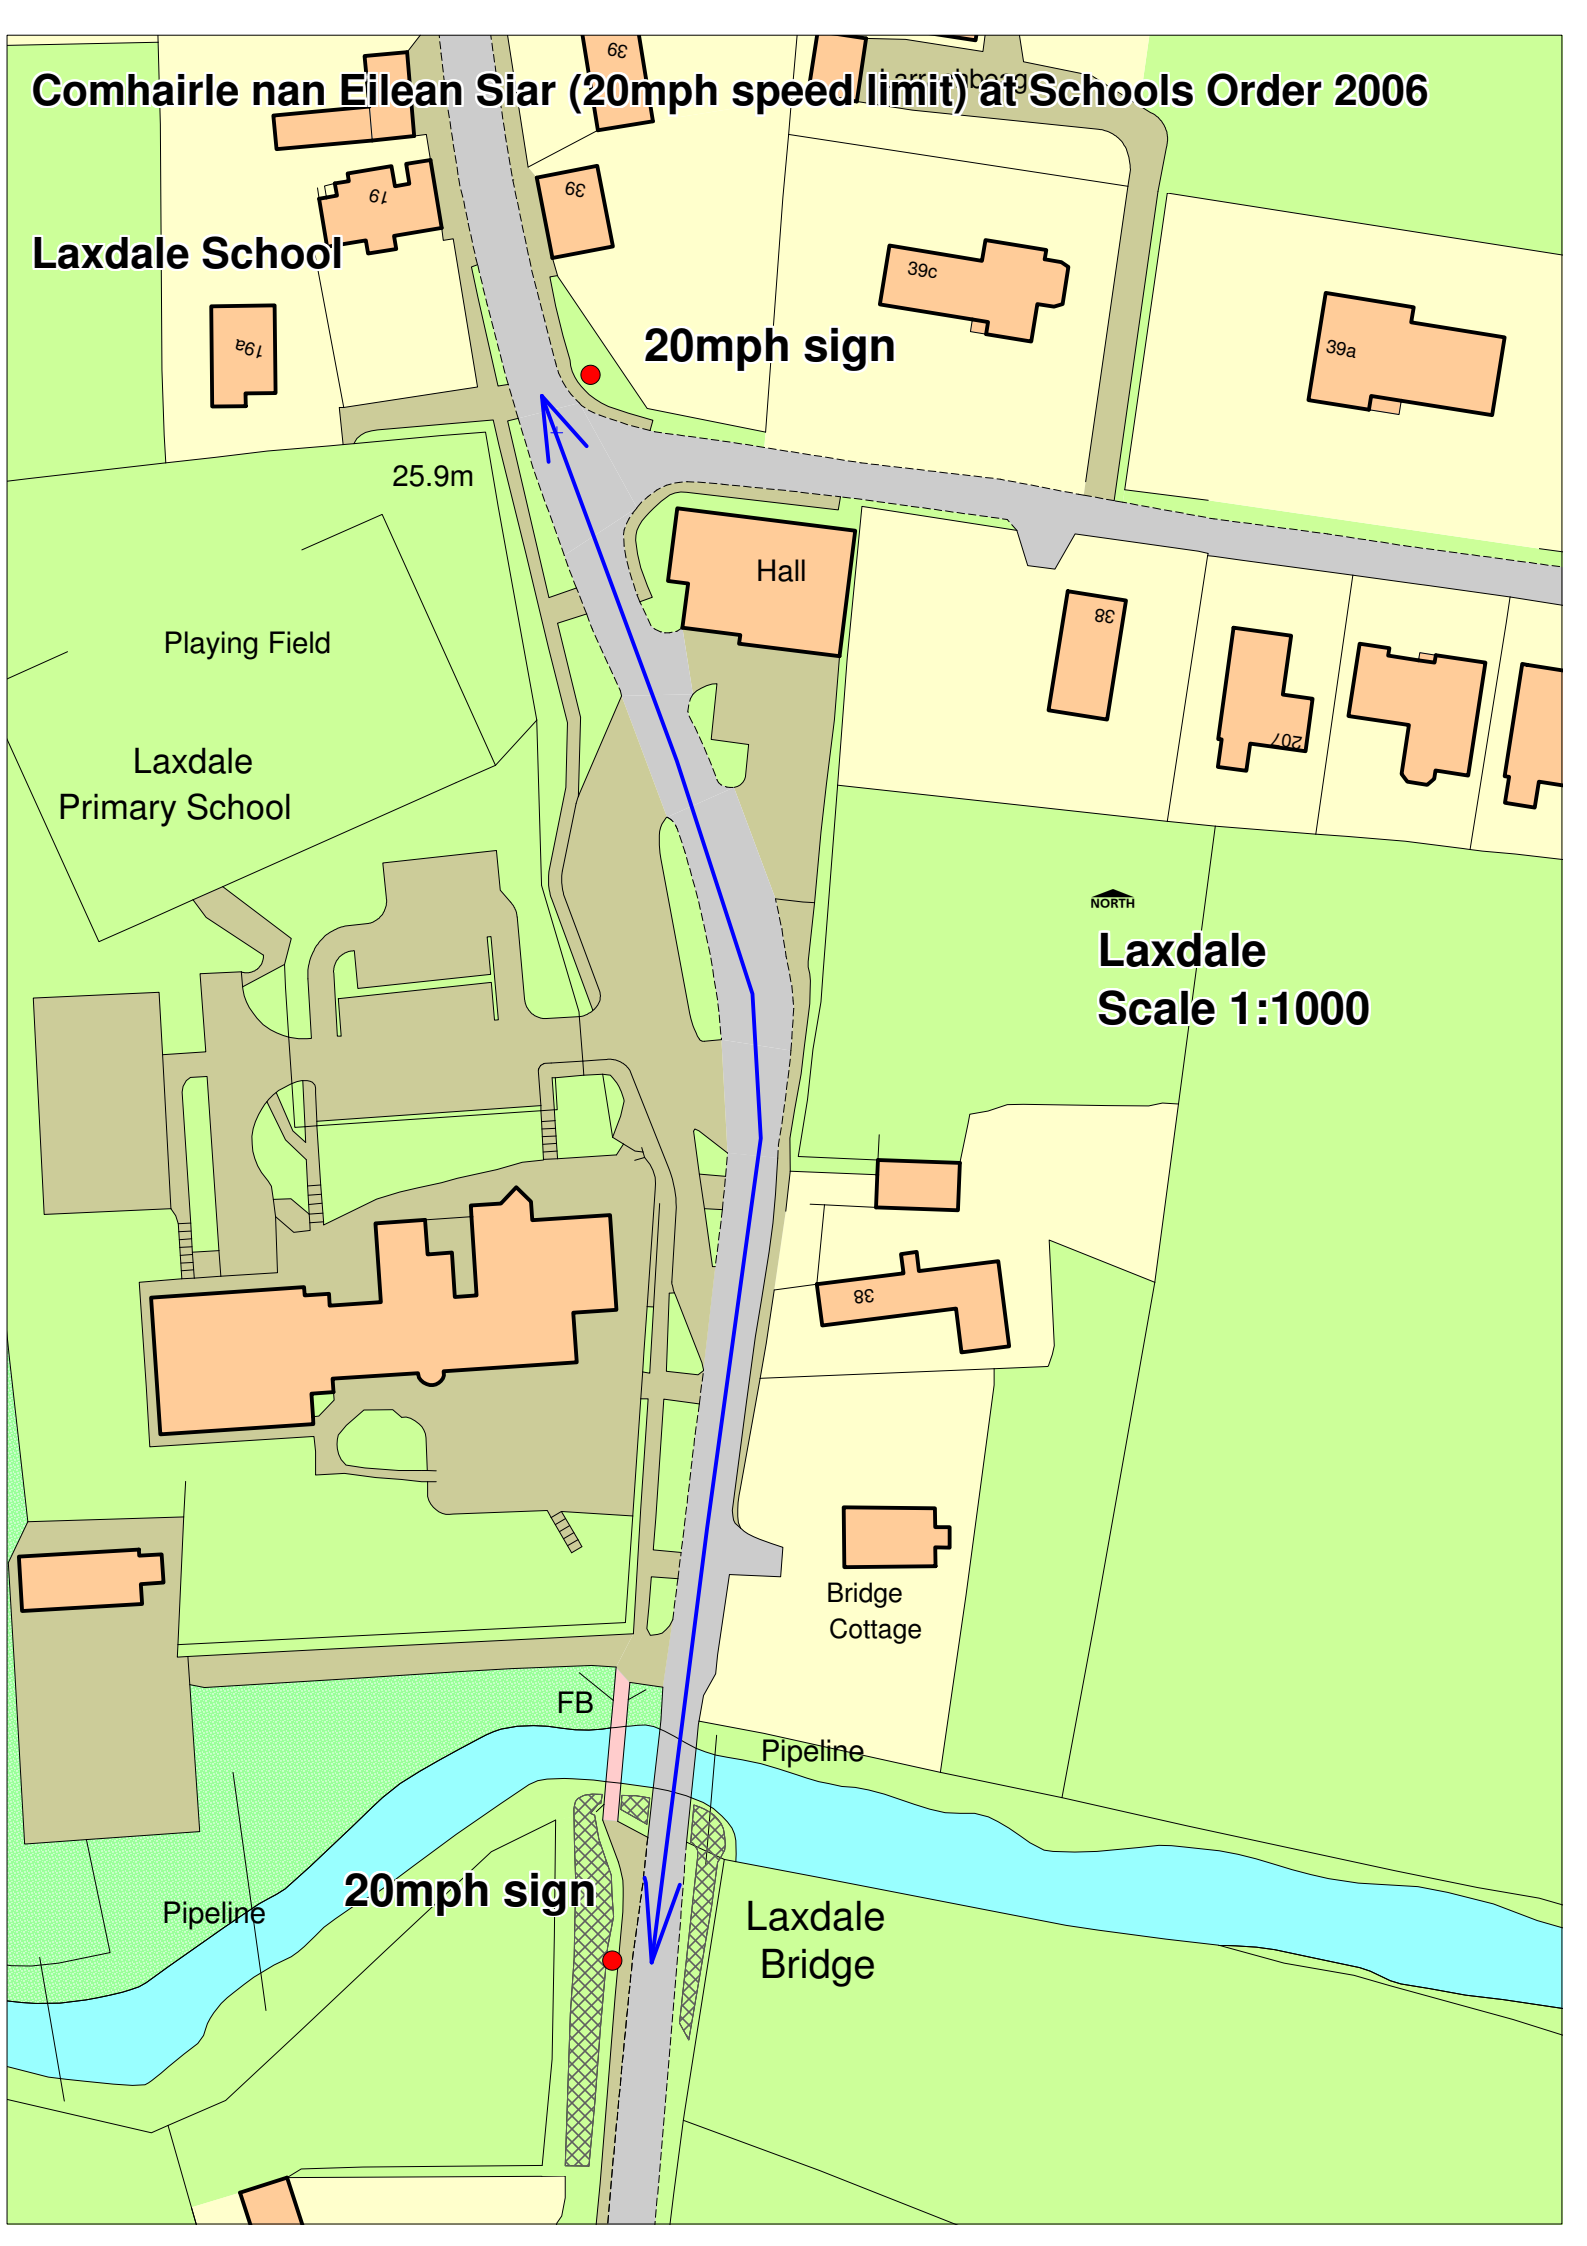 39
Comhairle nan Eilean Siar (20mph speed limit) at Schools Order 2006
39
19
Laxdale School
39c
20mph sign
19a
39a
25.9m
Hall
38
Playing Field
207
Laxdale
Primary School
NORTH
Laxdale
Scale 1:1000
38
Bridge
Cottage
FB
Pipeline
20mph sign
Pipeline
Laxdale
Bridge